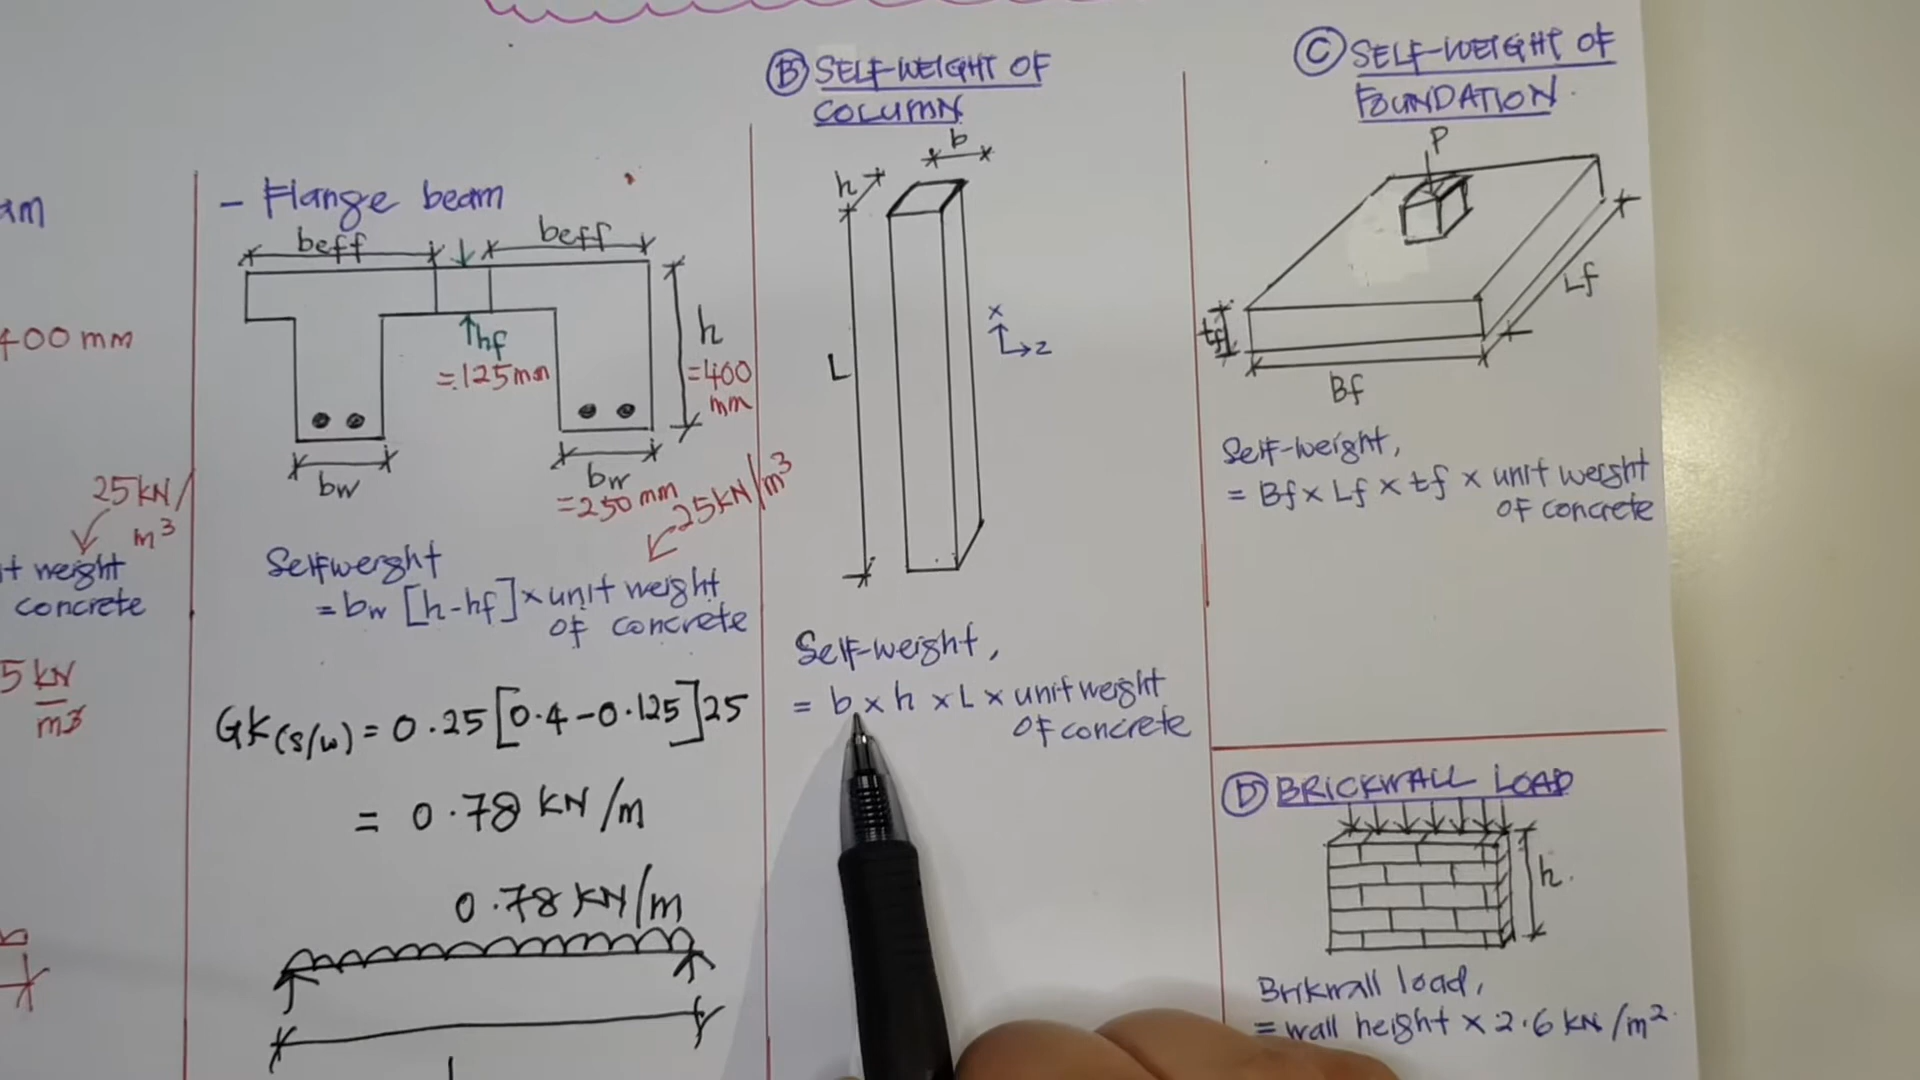 am
400 mm
25 kN/
m³
t weight
concrete
5 kN
m3
- Flange beam
beff
beff
hf
= 125mm
h
= 400
mm
bw
bw
= 250 mm
25 kN/m³
Selfweight
= bw [h-hf] × unit weight
of concrete
Gk(s/w) = 0.25[0.4-0.125]25
= 0.78 kN/m
0.78 kN/m
B SELF-WEIGHT OF
COLUMN
b
h
L
x
z
Self-weight,
= b × h × L × unit weight
of concrete
C SELF-WEIGHT OF
FOUNDATION.
P
Lf
tf
Bf
Self-weight,
= Bf × Lf × tf × unit weight
of concrete
D BRICKWALL LOAD
h.
Brikwall load,
= wall height × 2.6 kN/m².